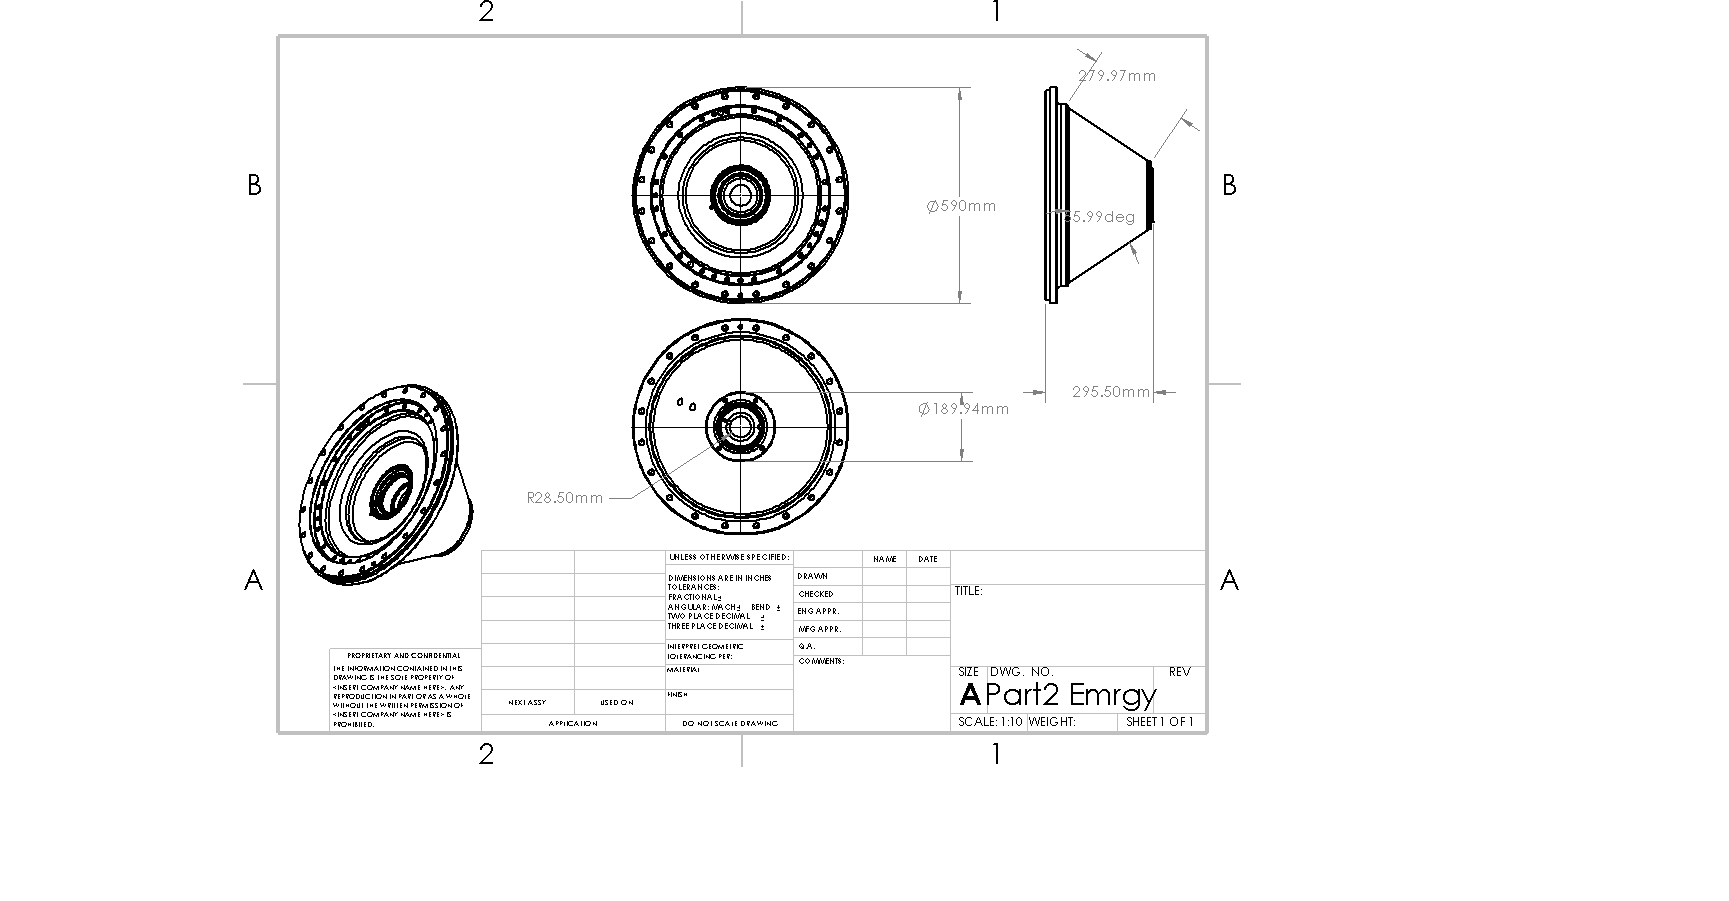 2 1
279.97mm
B B
Ø590mm
5.99deg
295.50mm
Ø189.94mm
R28.50mm
A A
UNLESS OTHERWISE SPECIFIED:
NAME DATE
DIMENSIONS ARE IN INCHES
TOLERANCES:
FRACTIONAL±
ANGULAR: MACH± BEND ±
TWO PLACE DECIMAL ±
THREE PLACE DECIMAL ±
DRAWN
CHECKED
ENG APPR.
MFG APPR.
Q.A.
COMMENTS:
TITLE:
INTERPRET GEOMETRIC
TOLERANCING PER:
MATERIAL
FINISH
PROPRIETARY AND CONFIDENTIAL
THE INFORMATION CONTAINED IN THIS
DRAWING IS THE SOLE PROPERTY OF
<INSERT COMPANY NAME HERE>. ANY
REPRODUCTION IN PART OR AS A WHOLE
WITHOUT THE WRITTEN PERMISSION OF
<INSERT COMPANY NAME HERE> IS
PROHIBITED.
NEXT ASSY USED ON
APPLICATION
DO NOT SCALE DRAWING
SIZE DWG. NO. REV
A Part2 Emrgy
SCALE: 1:10 WEIGHT: SHEET 1 OF 1
2 1